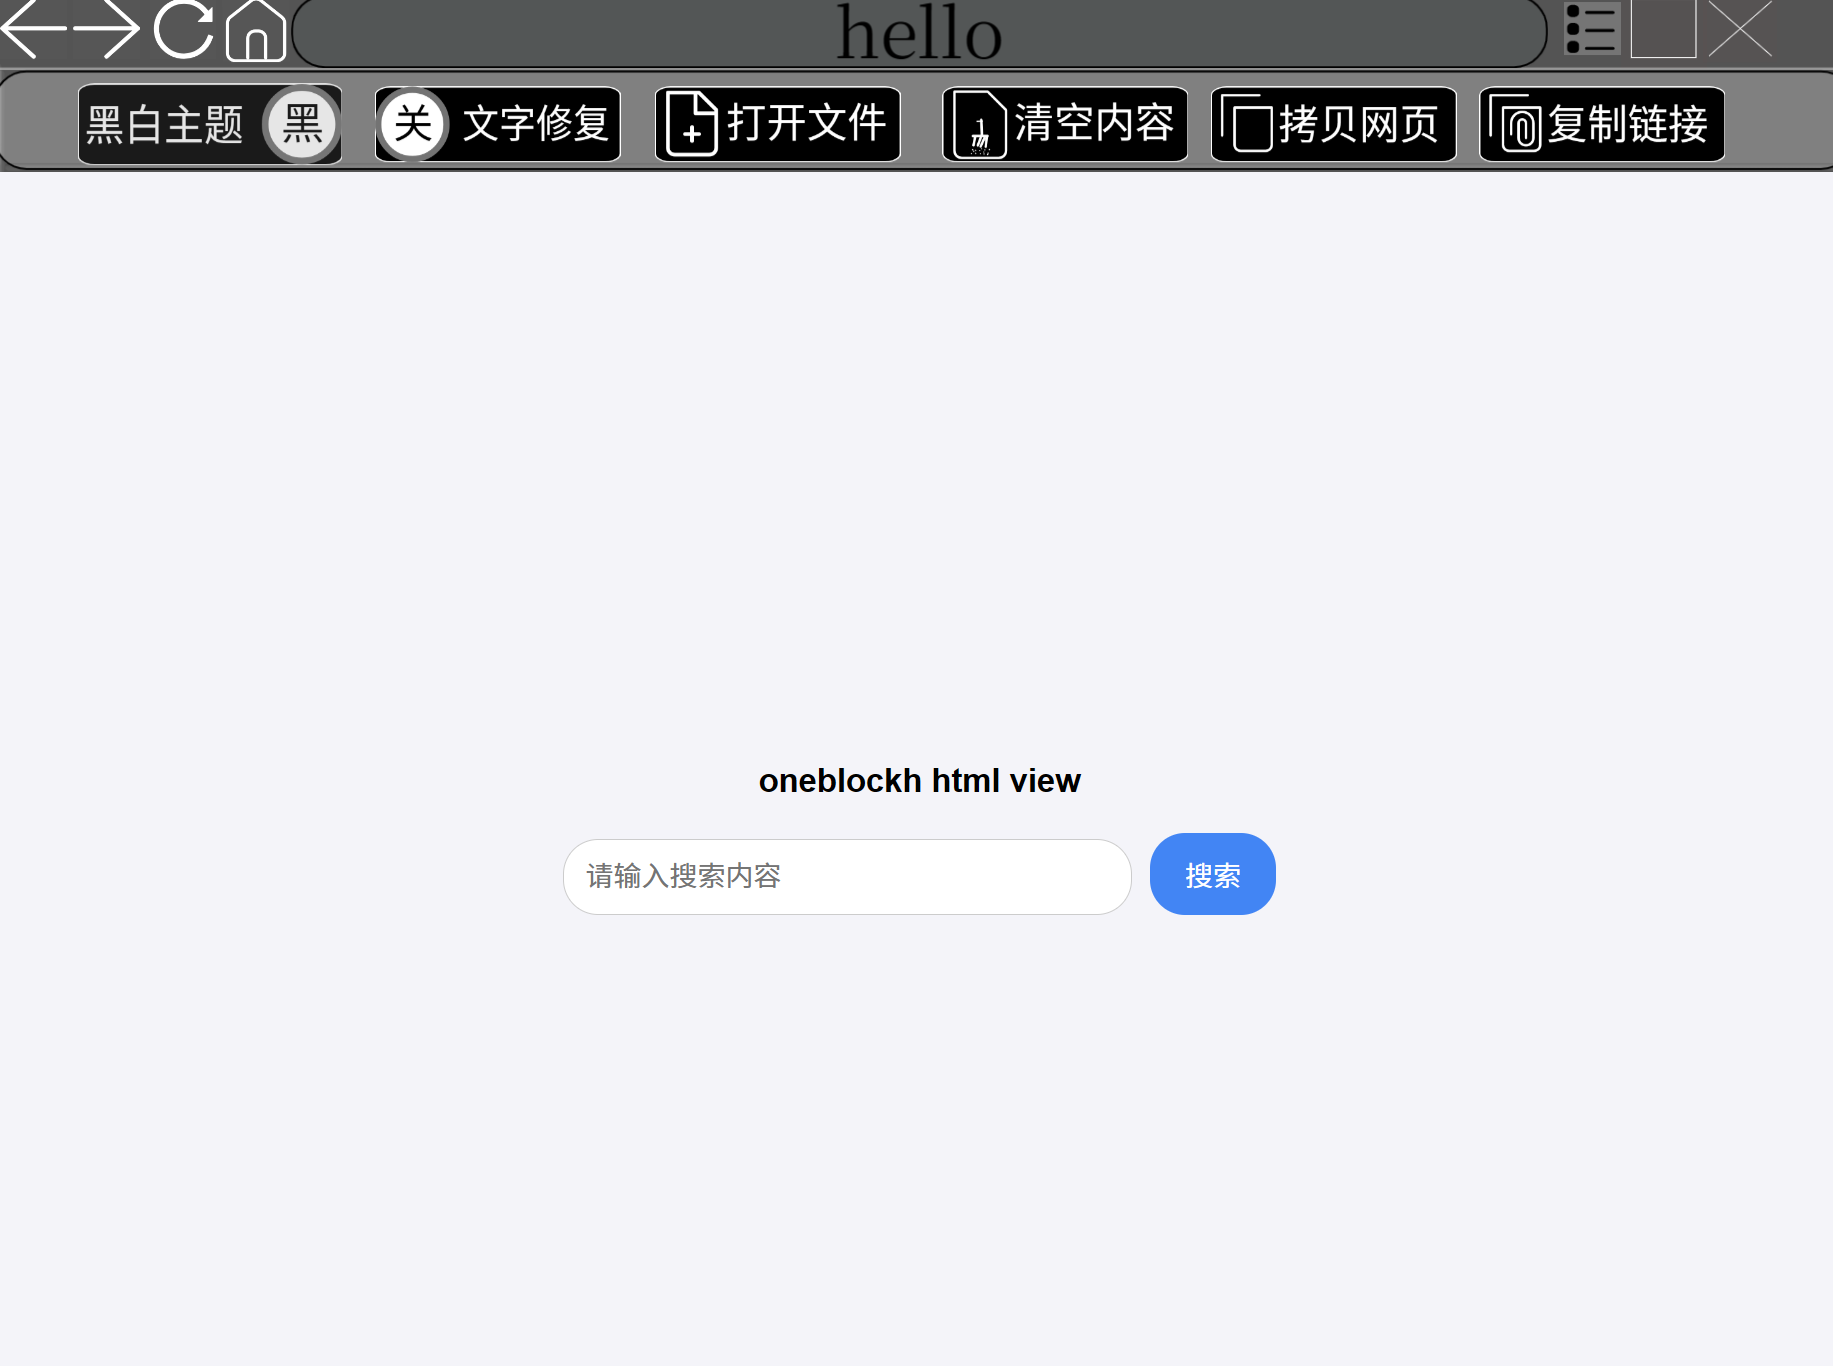 hello
黑白主题 黑 关 文字修复 打开文件 清空内容 拷贝网页 复制链接
oneblockh html view
请输入搜索内容 搜索